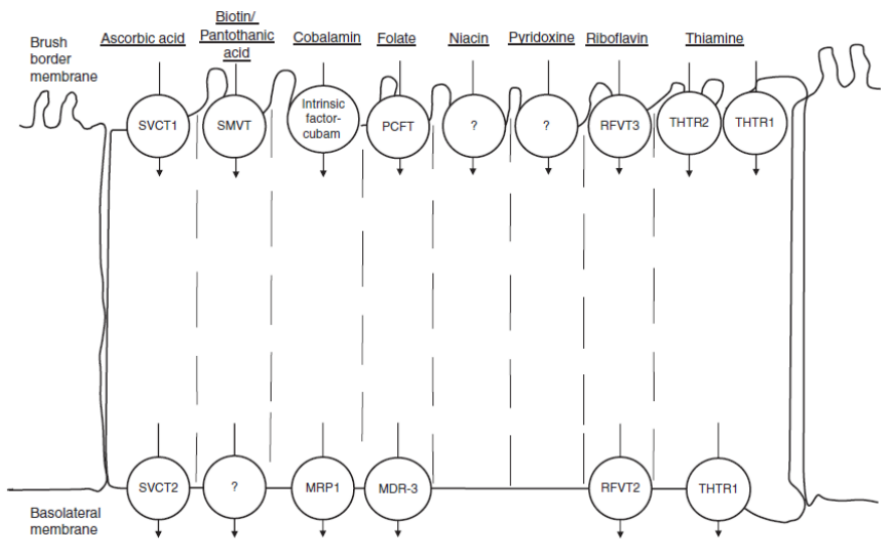 Brush
border
membrane
Ascorbic acid
Biotin/
Pantothanic
acid
Cobalamin
Folate
Niacin
Pyridoxine
Riboflavin
Thiamine
SVCT1
SMVT
Intrinsic
factor-
cubam
PCFT
?
?
RFVT3
THTR2
THTR1
SVCT2
?
MRP1
MDR-3
RFVT2
THTR1
Basolateral
membrane